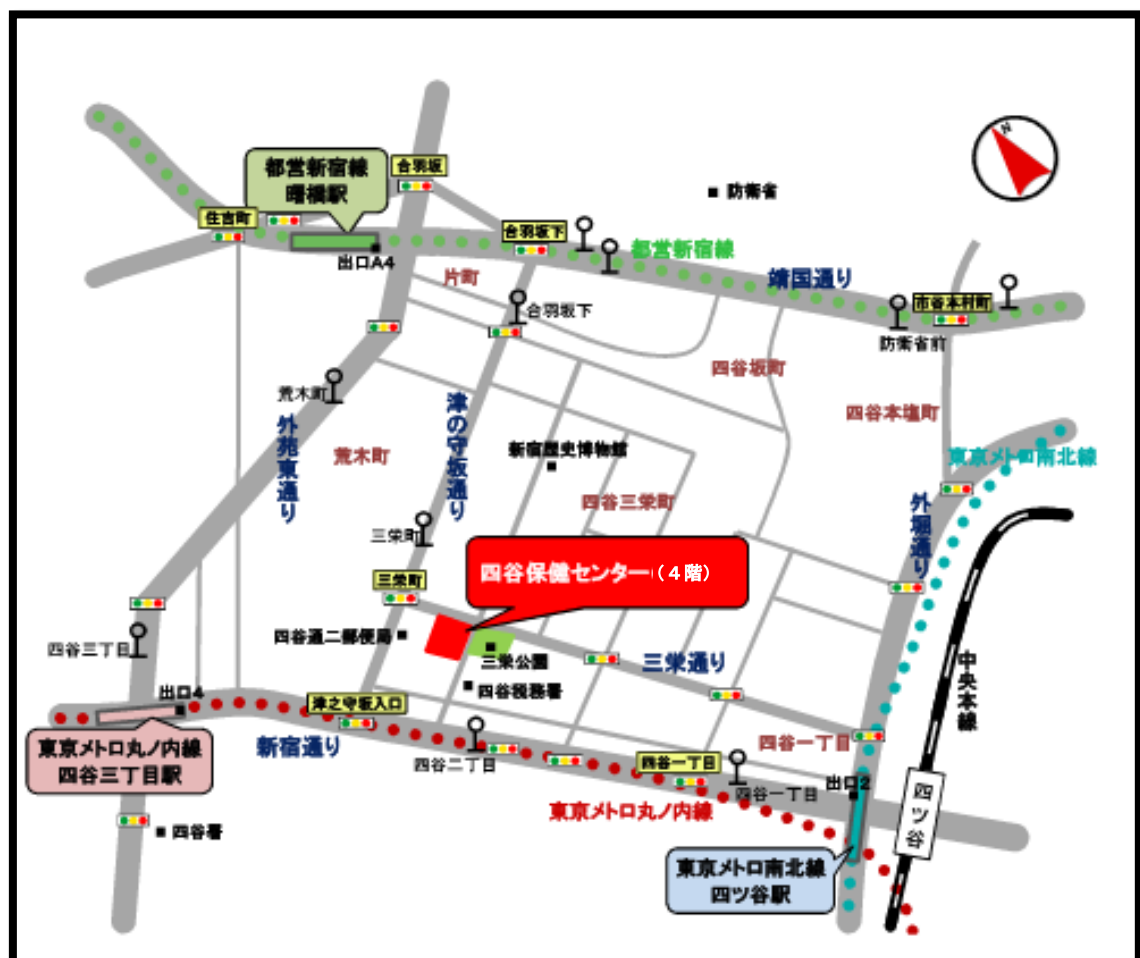 N
合羽坂
都営新宿線
曙橋駅
防衛省
住吉町
合羽坂下
出口A4
都営新宿線
片町
靖国通り
市谷本村町
合羽坂下
防衛省前
四谷坂町
荒木町
津の守坂通り
四谷本塩町
外苑東通り
荒木町
新宿歴史博物館
東京メトロ南北線
四谷三栄町
外堀通り
三栄町
四谷保健センター(4階)
三栄町
四谷通二郵便局
四谷三丁目
三栄公園
三栄通り
中央本線
四谷税務署
出口4
津之守坂入口
東京メトロ丸ノ内線
四谷三丁目駅
新宿通り
四谷一丁目
四谷二丁目
四谷一丁目
四谷一丁目
出口2
四ツ谷
東京メトロ丸ノ内線
四谷署
東京メトロ南北線
四ツ谷駅